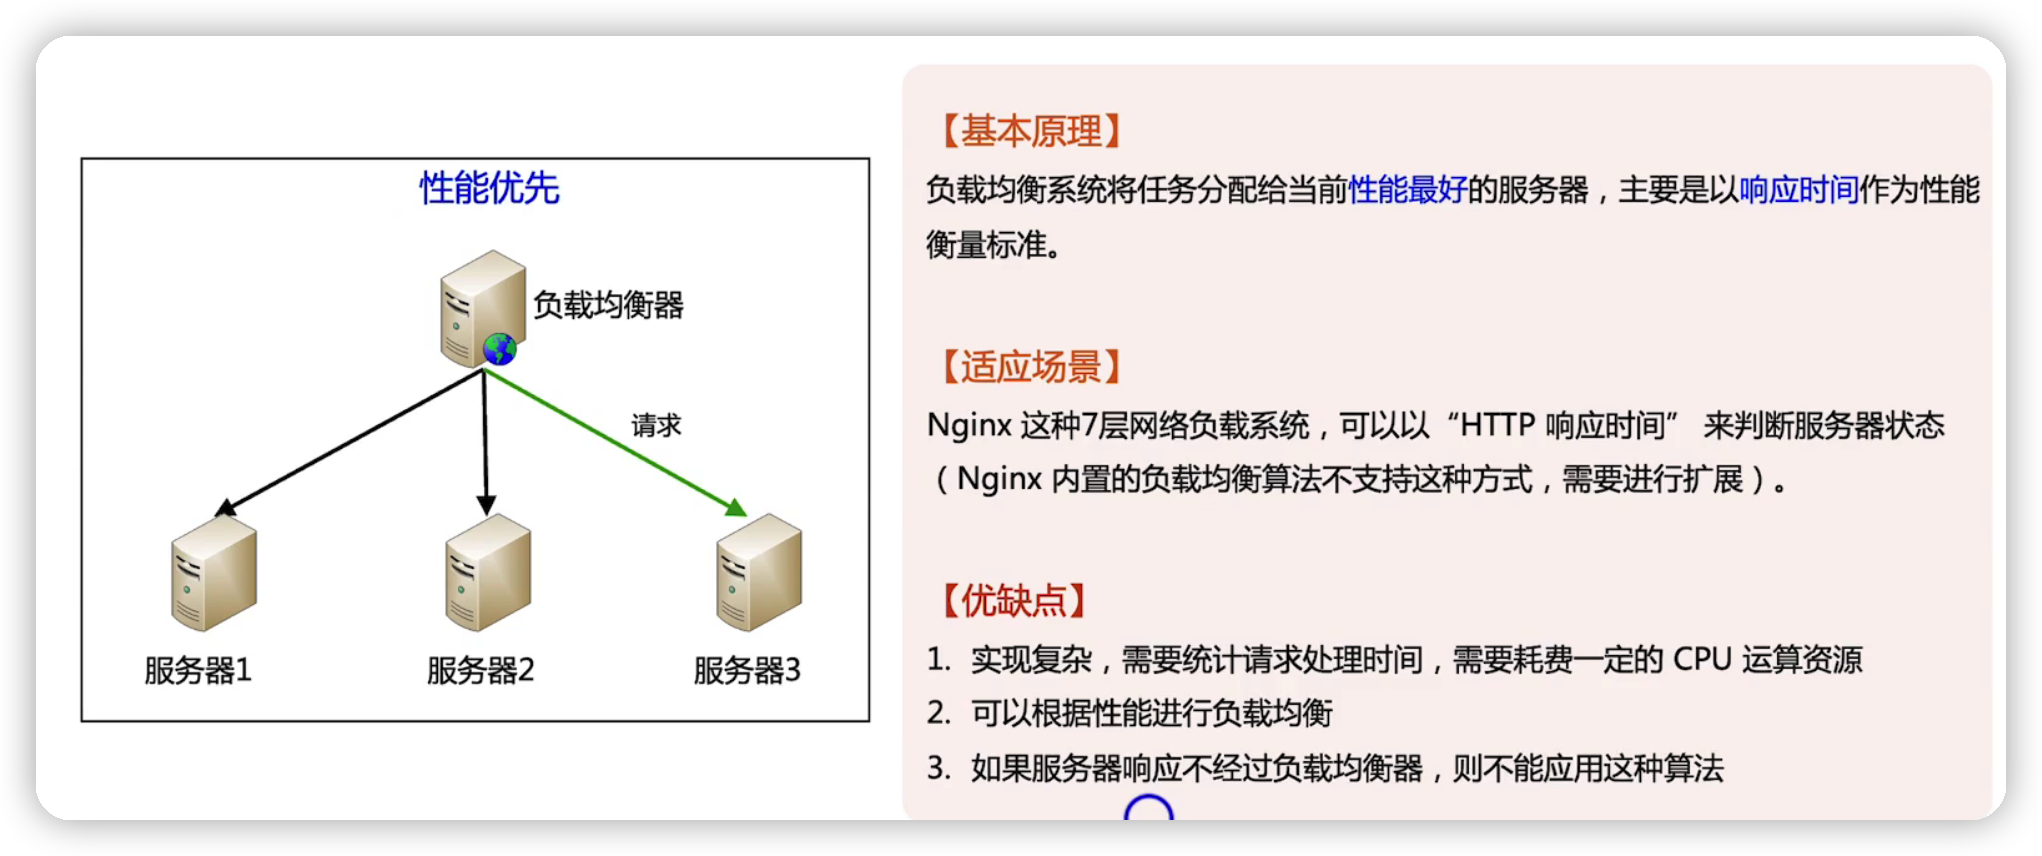 性能优先
负载均衡器
请求
服务器1
服务器2
服务器3
【基本原理】
负载均衡系统将任务分配给当前性能最好的服务器，主要是以响应时间作为性能
衡量标准。
【适应场景】
Nginx 这种7层网络负载系统，可以以“HTTP 响应时间” 来判断服务器状态
（Nginx 内置的负载均衡算法不支持这种方式，需要进行扩展）。
【优缺点】
1. 实现复杂，需要统计请求处理时间，需要耗费一定的 CPU 运算资源
2. 可以根据性能进行负载均衡
3. 如果服务器响应不经过负载均衡器，则不能应用这种算法